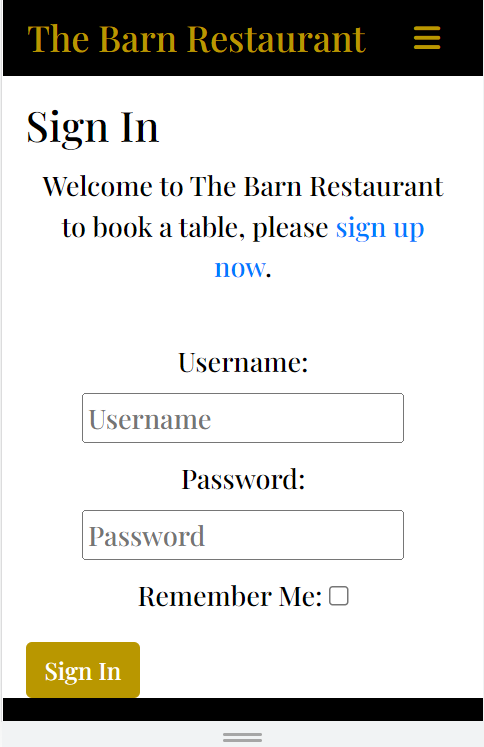 The Barn Restaurant
Sign In
Welcome to The Barn Restaurant
to book a table, please sign up
now.
Username:
Username
Password:
Password
Remember Me:
Sign In